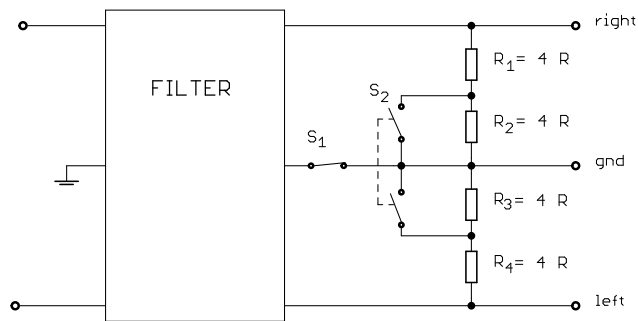 right
R1= 4 R
S2
FILTER
R2= 4 R
S1
gnd
R3= 4 R
R4= 4 R
left